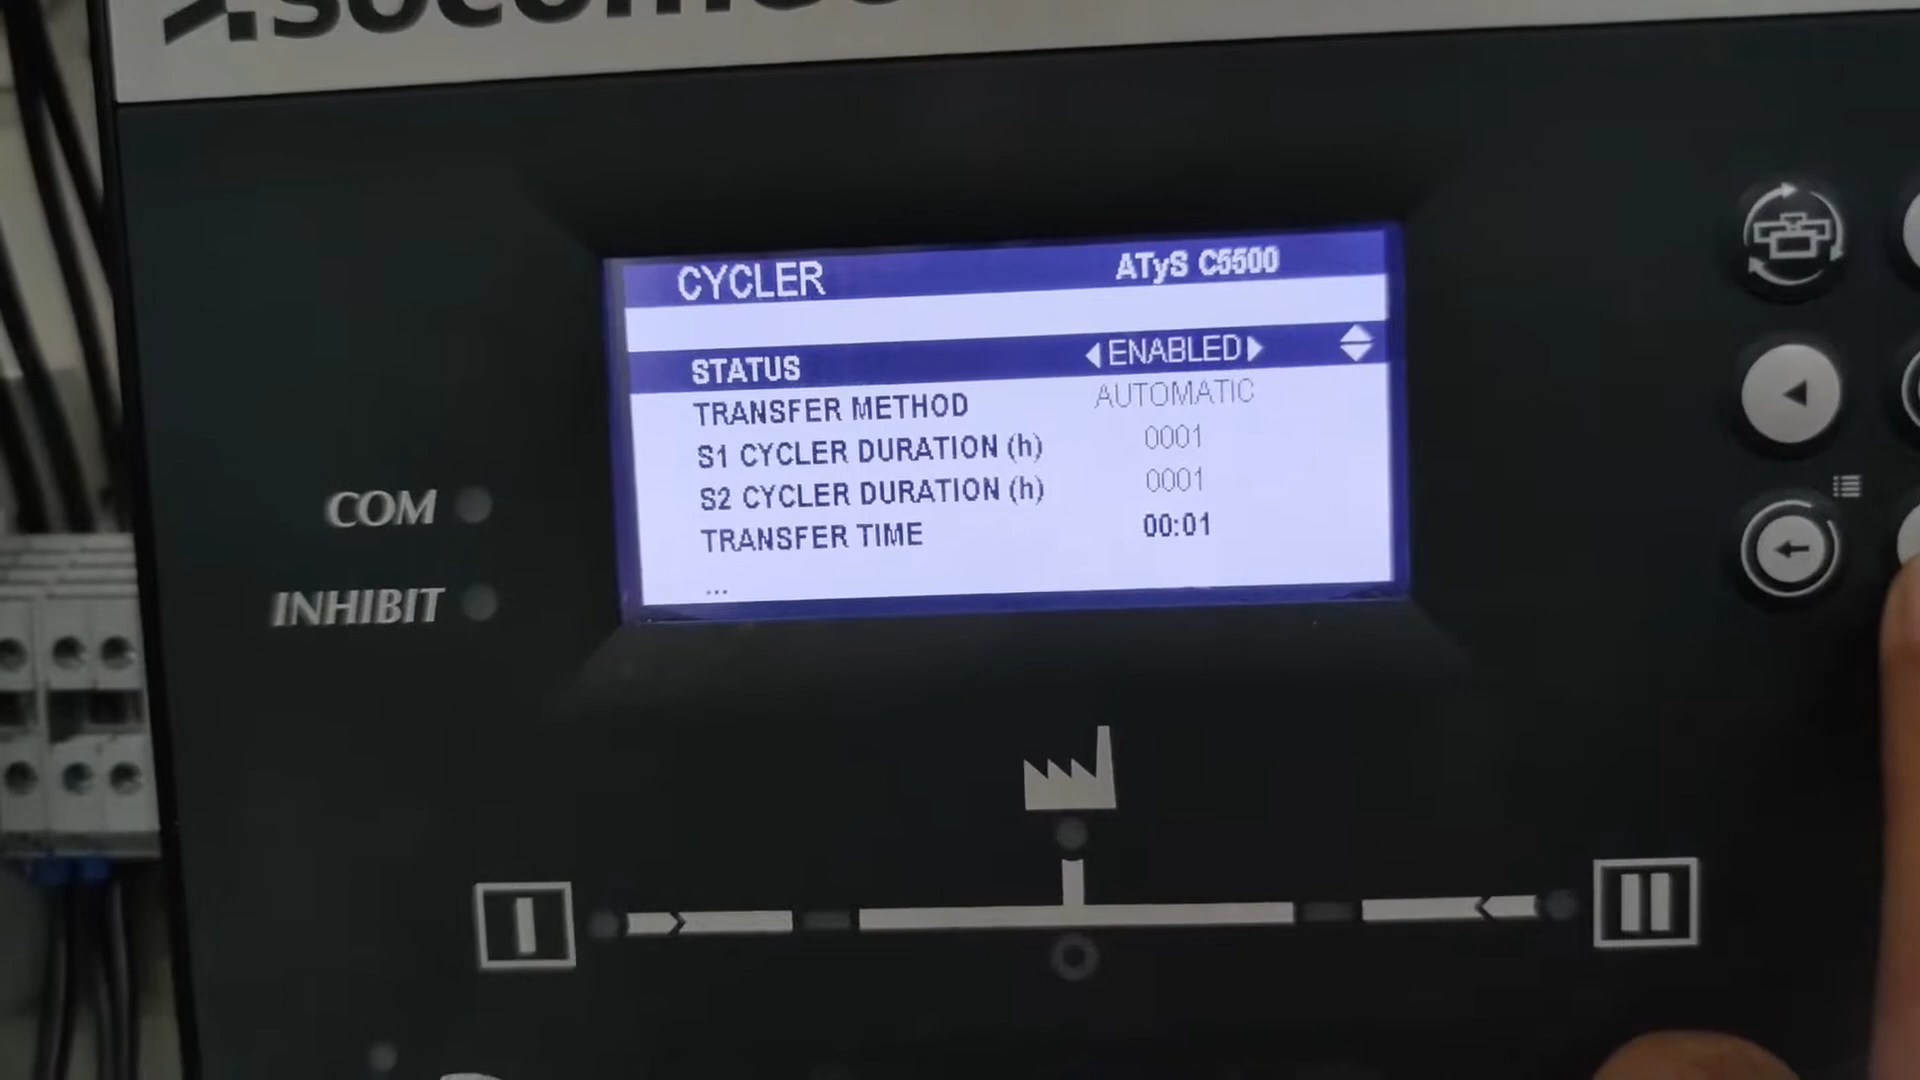 CYCLER ATyS C5500
STATUS ENABLED
TRANSFER METHOD AUTOMATIC
S1 CYCLER DURATION (h) 0001
S2 CYCLER DURATION (h) 0001
TRANSFER TIME 00:01
...
COM
INHIBIT
I
II